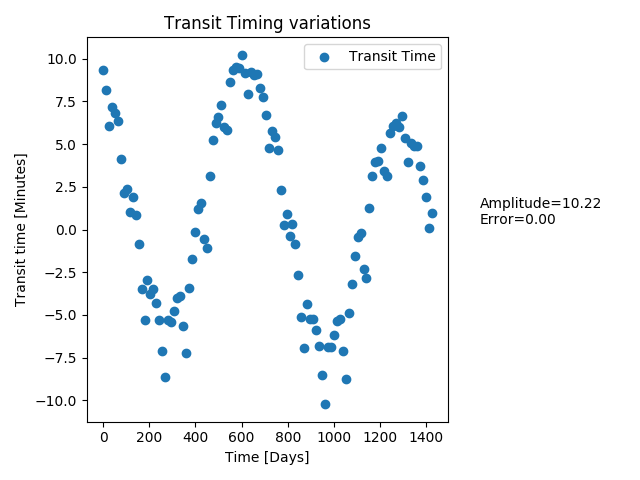 Transit Timing variations
Transit Time
Transit time [Minutes]
10.0
7.5
5.0
2.5
0.0
−2.5
−5.0
−7.5
−10.0
0 200 400 600 800 1000 1200 1400
Time [Days]
Amplitude=10.22
Error=0.00